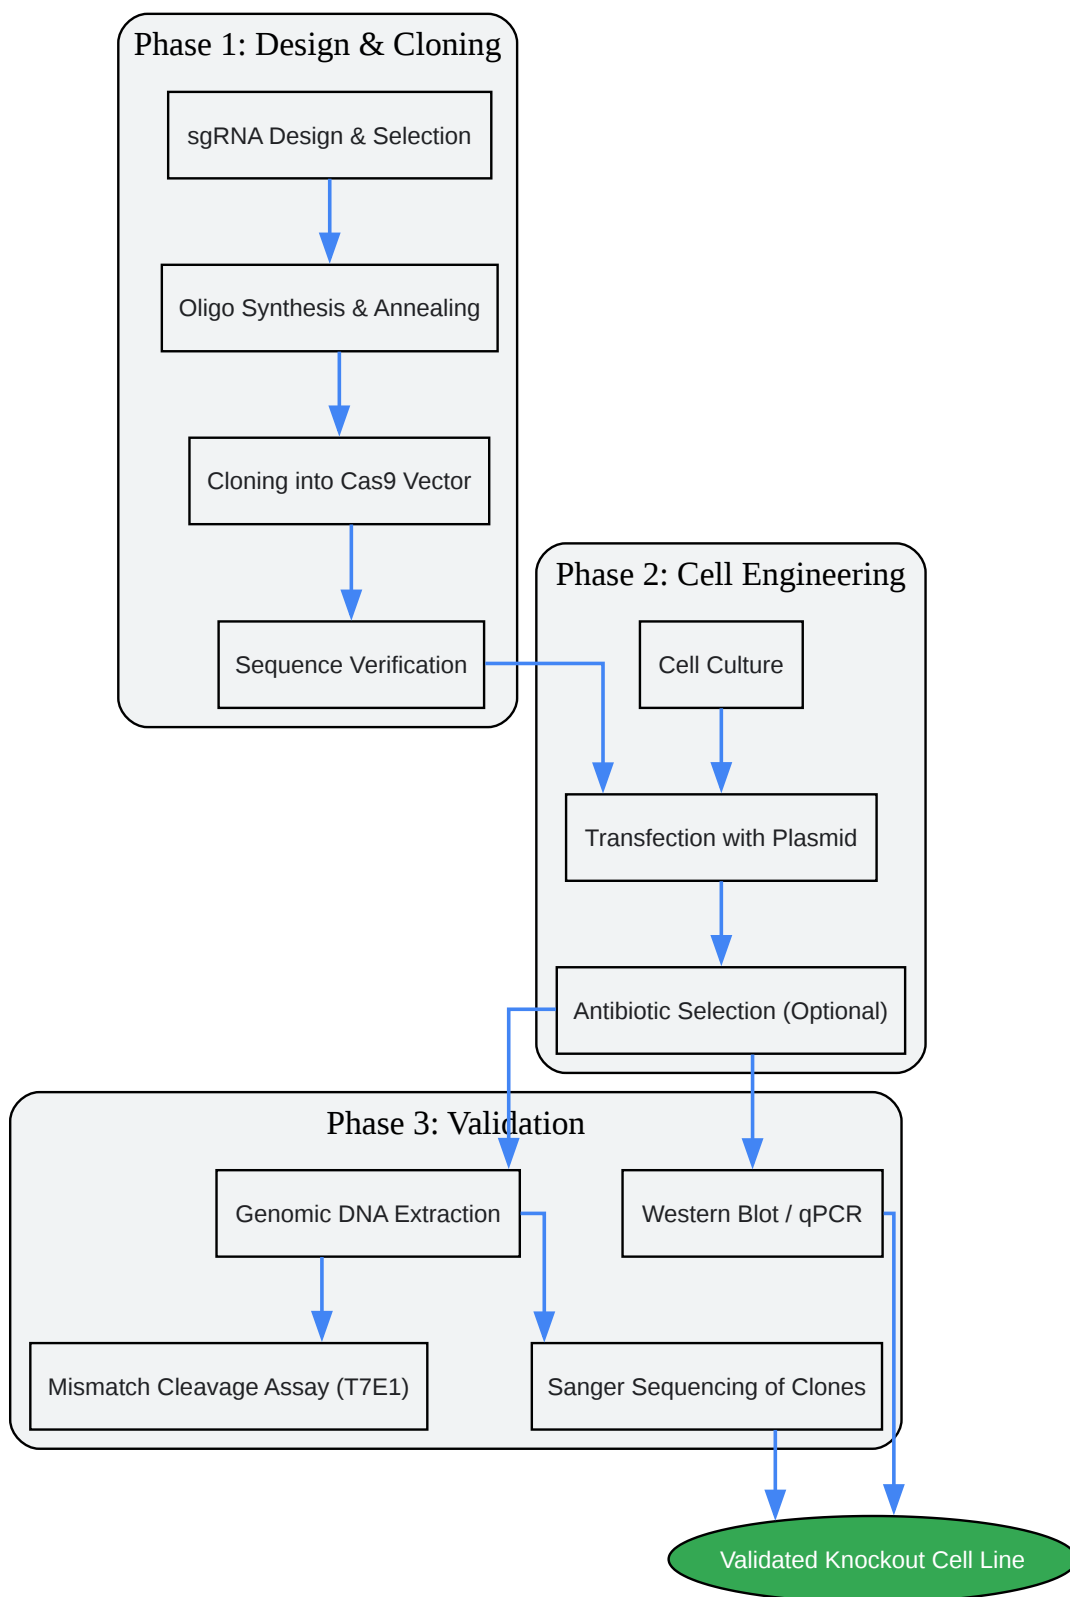 Phase 1: Design & Cloning
sgRNA Design & Selection
Oligo Synthesis & Annealing
Cloning into Cas9 Vector
Sequence Verification
Phase 2: Cell Engineering
Cell Culture
Transfection with Plasmid
Antibiotic Selection (Optional)
Phase 3: Validation
Genomic DNA Extraction
Western Blot / qPCR
Mismatch Cleavage Assay (T7E1)
Sanger Sequencing of Clones
Validated Knockout Cell Line